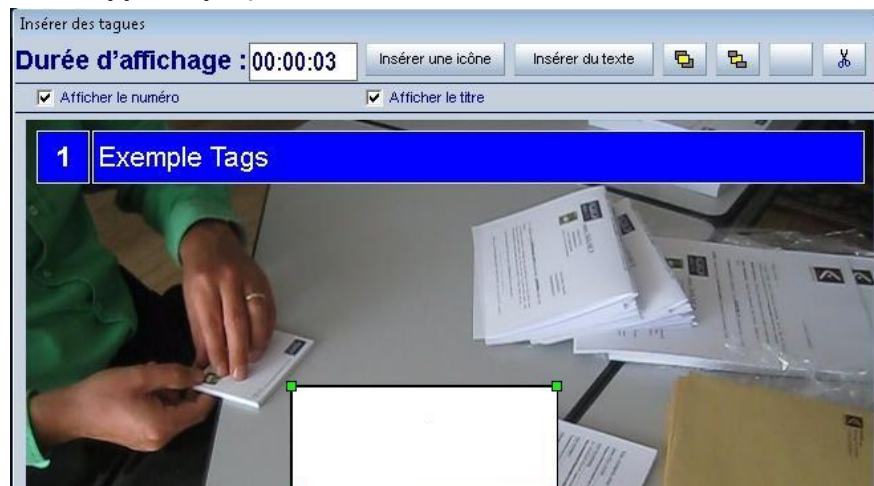 Insérer des tagues
Durée d'affichage : 00:00:03 Insérer une icône Insérer du texte
Afficher le numéro Afficher le titre
1 Exemple Tags